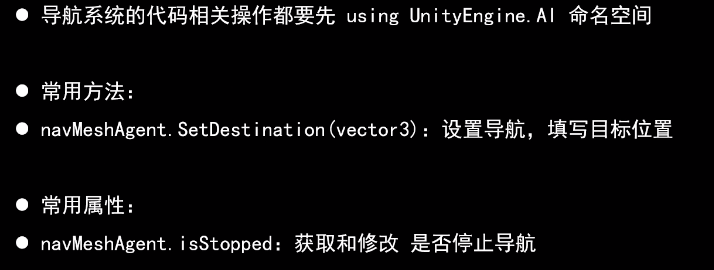 ● 导航系统的代码相关操作都要先 using UnityEngine.AI 命名空间
● 常用方法：
● navMeshAgent.SetDestination(vector3)：设置导航，填写目标位置
● 常用属性：
● navMeshAgent.isStopped：获取和修改 是否停止导航